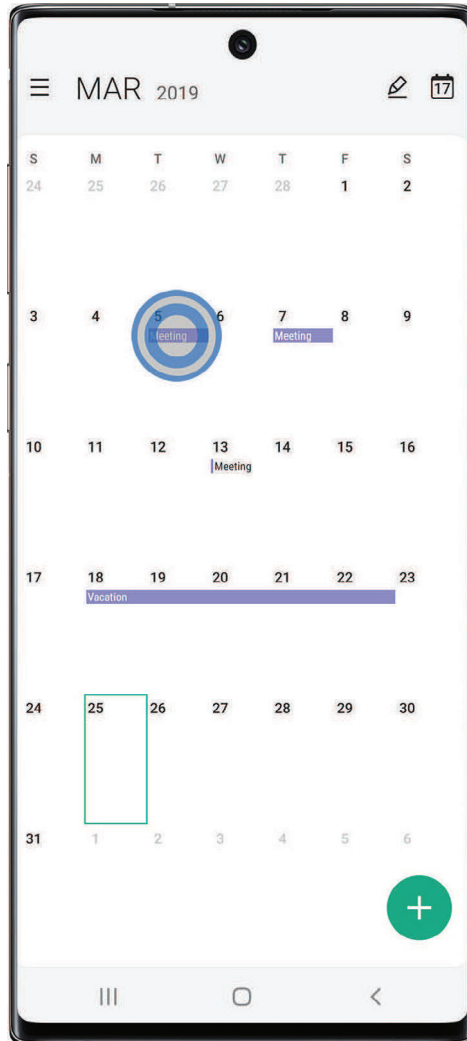 MAR 2019 17
S M T W T F S
24 25 26 27 28 1 2
3 4 5 6 7 8 9
Meeting Meeting
10 11 12 13 14 15 16
Meeting
17 18 19 20 21 22 23
Vacation
24 25 26 27 28 29 30
31 1 2 3 4 5 6